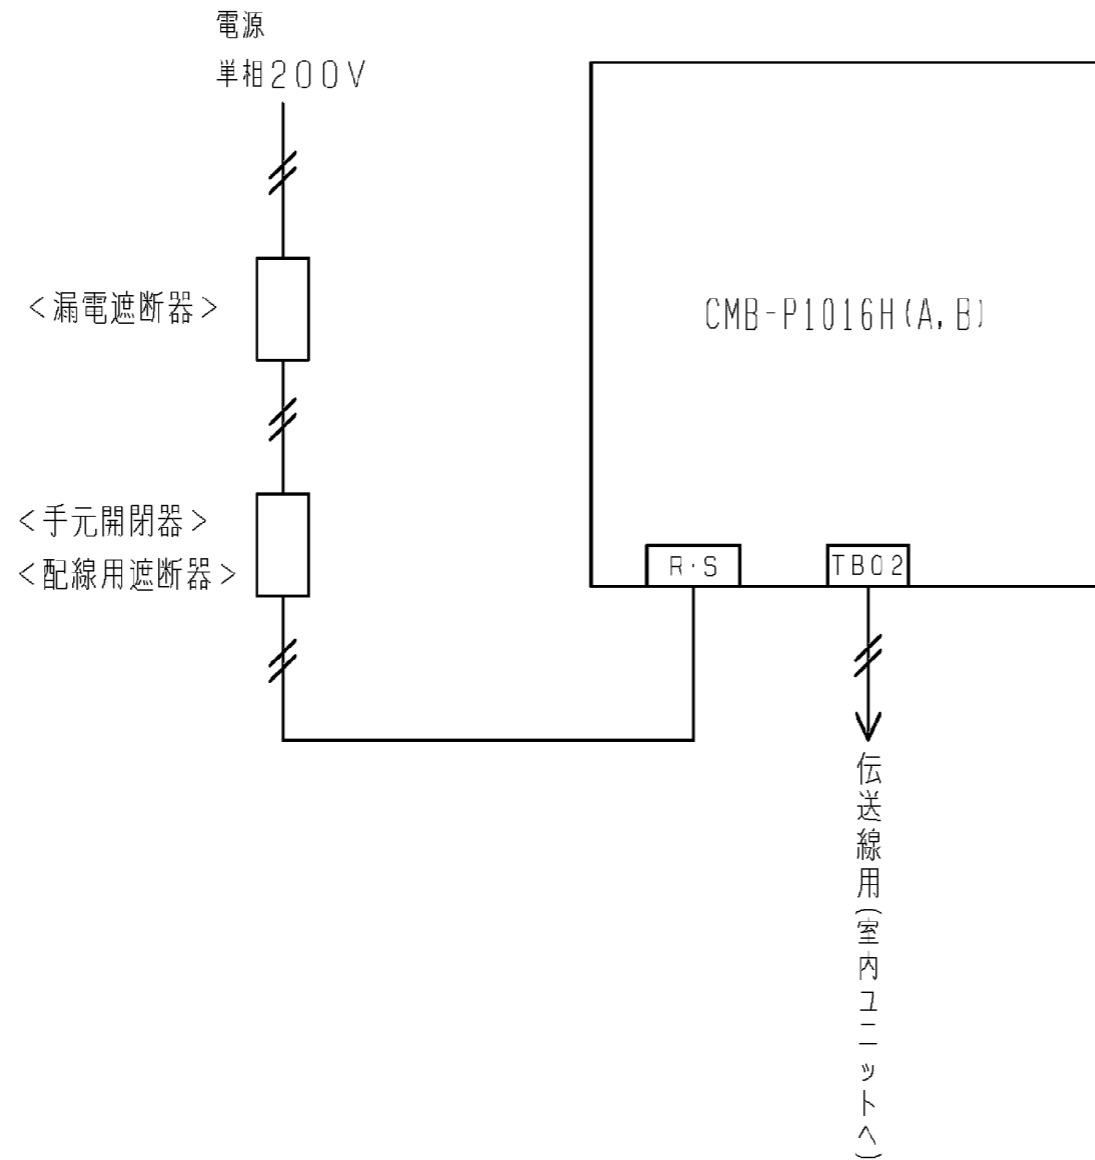 電源
単相200V
<漏電遮断器>
CMB-P1016H(A,B)
<手元開閉器>
<配線用遮断器>
R・S
TB02
伝送線用(室内ユニットへ)